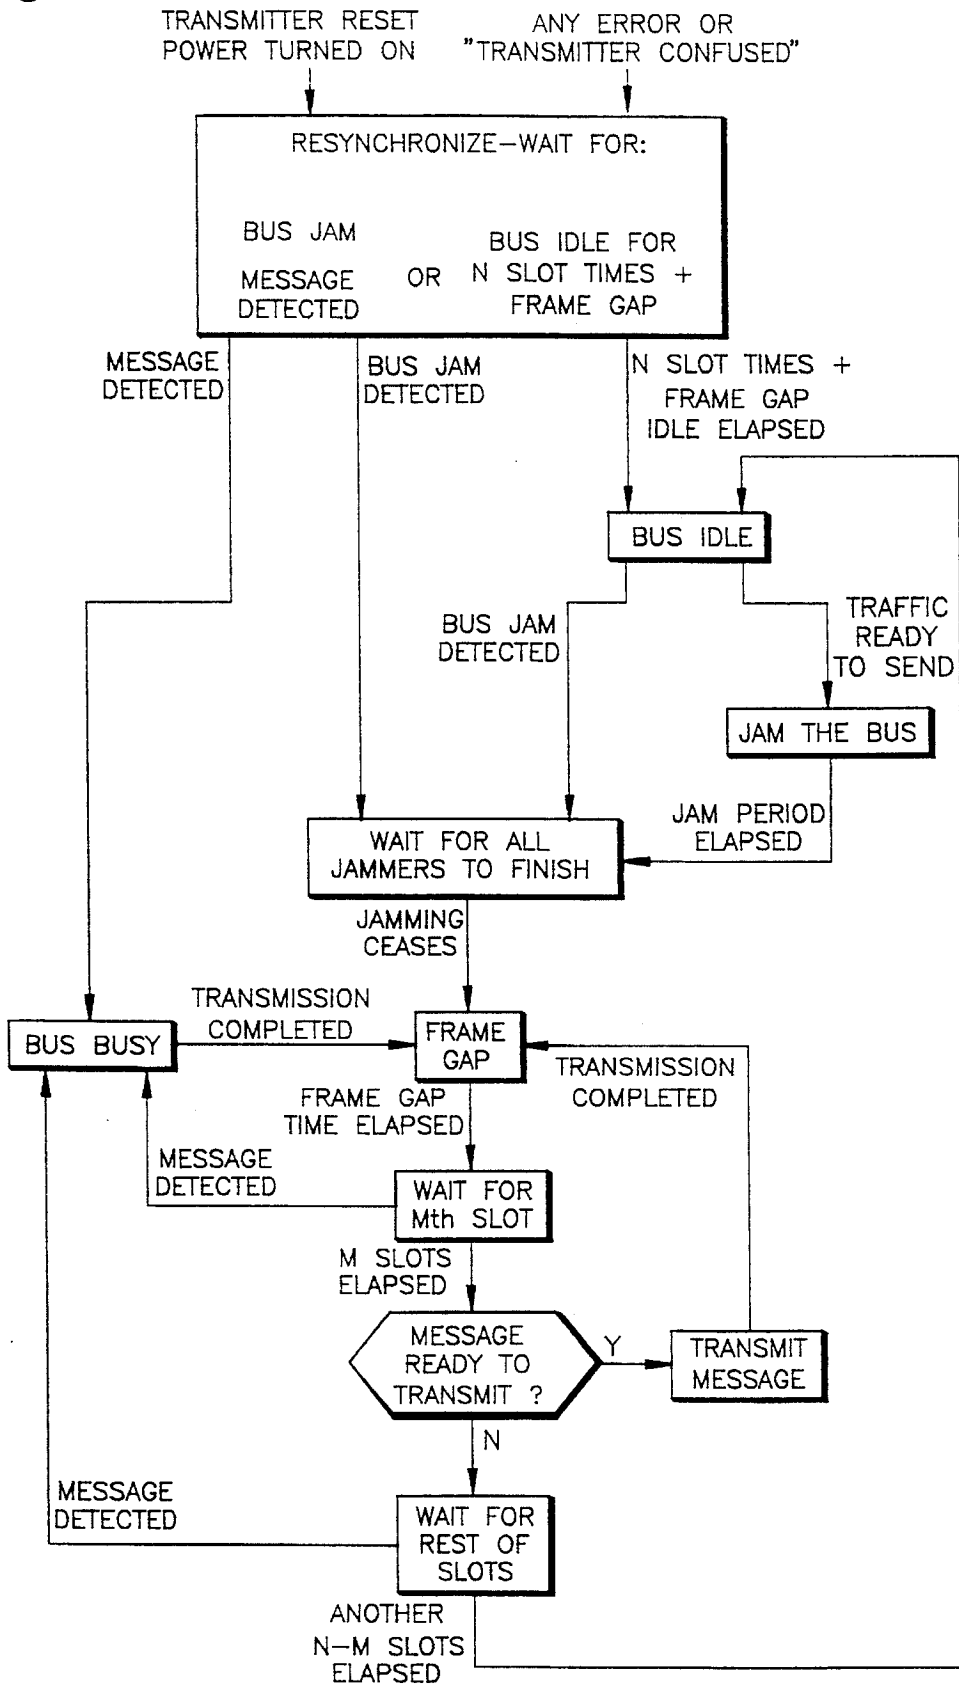 TRANSMITTER RESET
POWER TURNED ON
ANY ERROR OR
"TRANSMITTER CONFUSED"
RESYNCHRONIZE-WAIT FOR:
BUS JAM
MESSAGE
DETECTED
OR
BUS IDLE FOR
N SLOT TIMES +
FRAME GAP
MESSAGE
DETECTED
BUS JAM
DETECTED
N SLOT TIMES +
FRAME GAP
IDLE ELAPSED
BUS IDLE
BUS JAM
DETECTED
TRAFFIC
READY
TO SEND
JAM THE BUS
JAM PERIOD
ELAPSED
WAIT FOR ALL
JAMMERS TO FINISH
JAMMING
CEASES
BUS BUSY
TRANSMISSION
COMPLETED
FRAME
GAP
TRANSMISSION
COMPLETED
FRAME GAP
TIME ELAPSED
MESSAGE
DETECTED
WAIT FOR
Mth SLOT
M SLOTS
ELAPSED
MESSAGE
READY TO
TRANSMIT ?
Y
TRANSMIT
MESSAGE
N
MESSAGE
DETECTED
WAIT FOR
REST OF
SLOTS
ANOTHER
N-M SLOTS
ELAPSED